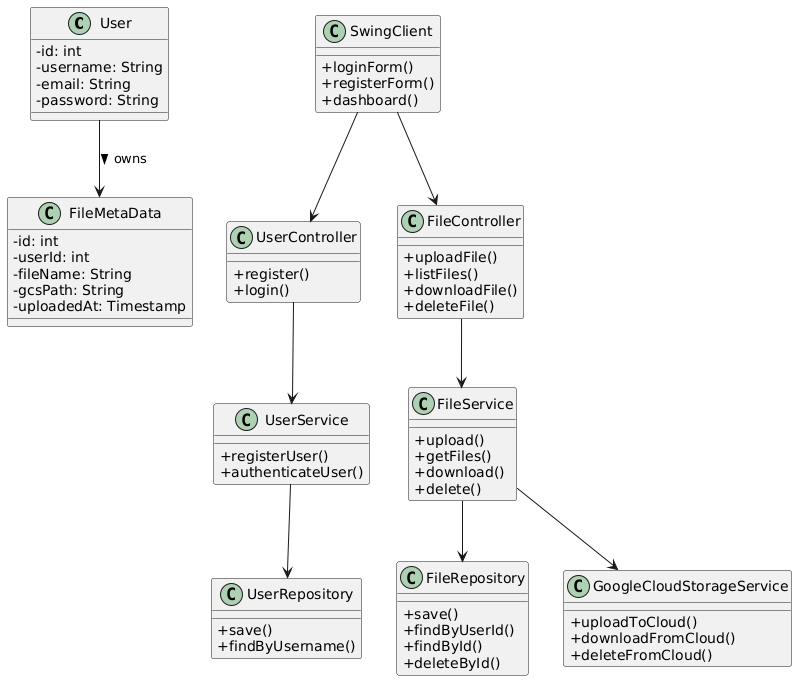 C User
-id: int
-username: String
-email: String
-password: String
owns
C FileMetaData
-id: int
-userId: int
-fileName: String
-gcsPath: String
-uploadedAt: Timestamp
C SwingClient
+loginForm()
+registerForm()
+dashboard()
C UserController
+register()
+login()
C FileController
+uploadFile()
+listFiles()
+downloadFile()
+deleteFile()
C UserService
+registerUser()
+authenticateUser()
C FileService
+upload()
+getFiles()
+download()
+delete()
C UserRepository
+save()
+findByUsername()
C FileRepository
+save()
+findByUserId()
+findById()
+deleteById()
C GoogleCloudStorageService
+uploadToCloud()
+downloadFromCloud()
+deleteFromCloud()